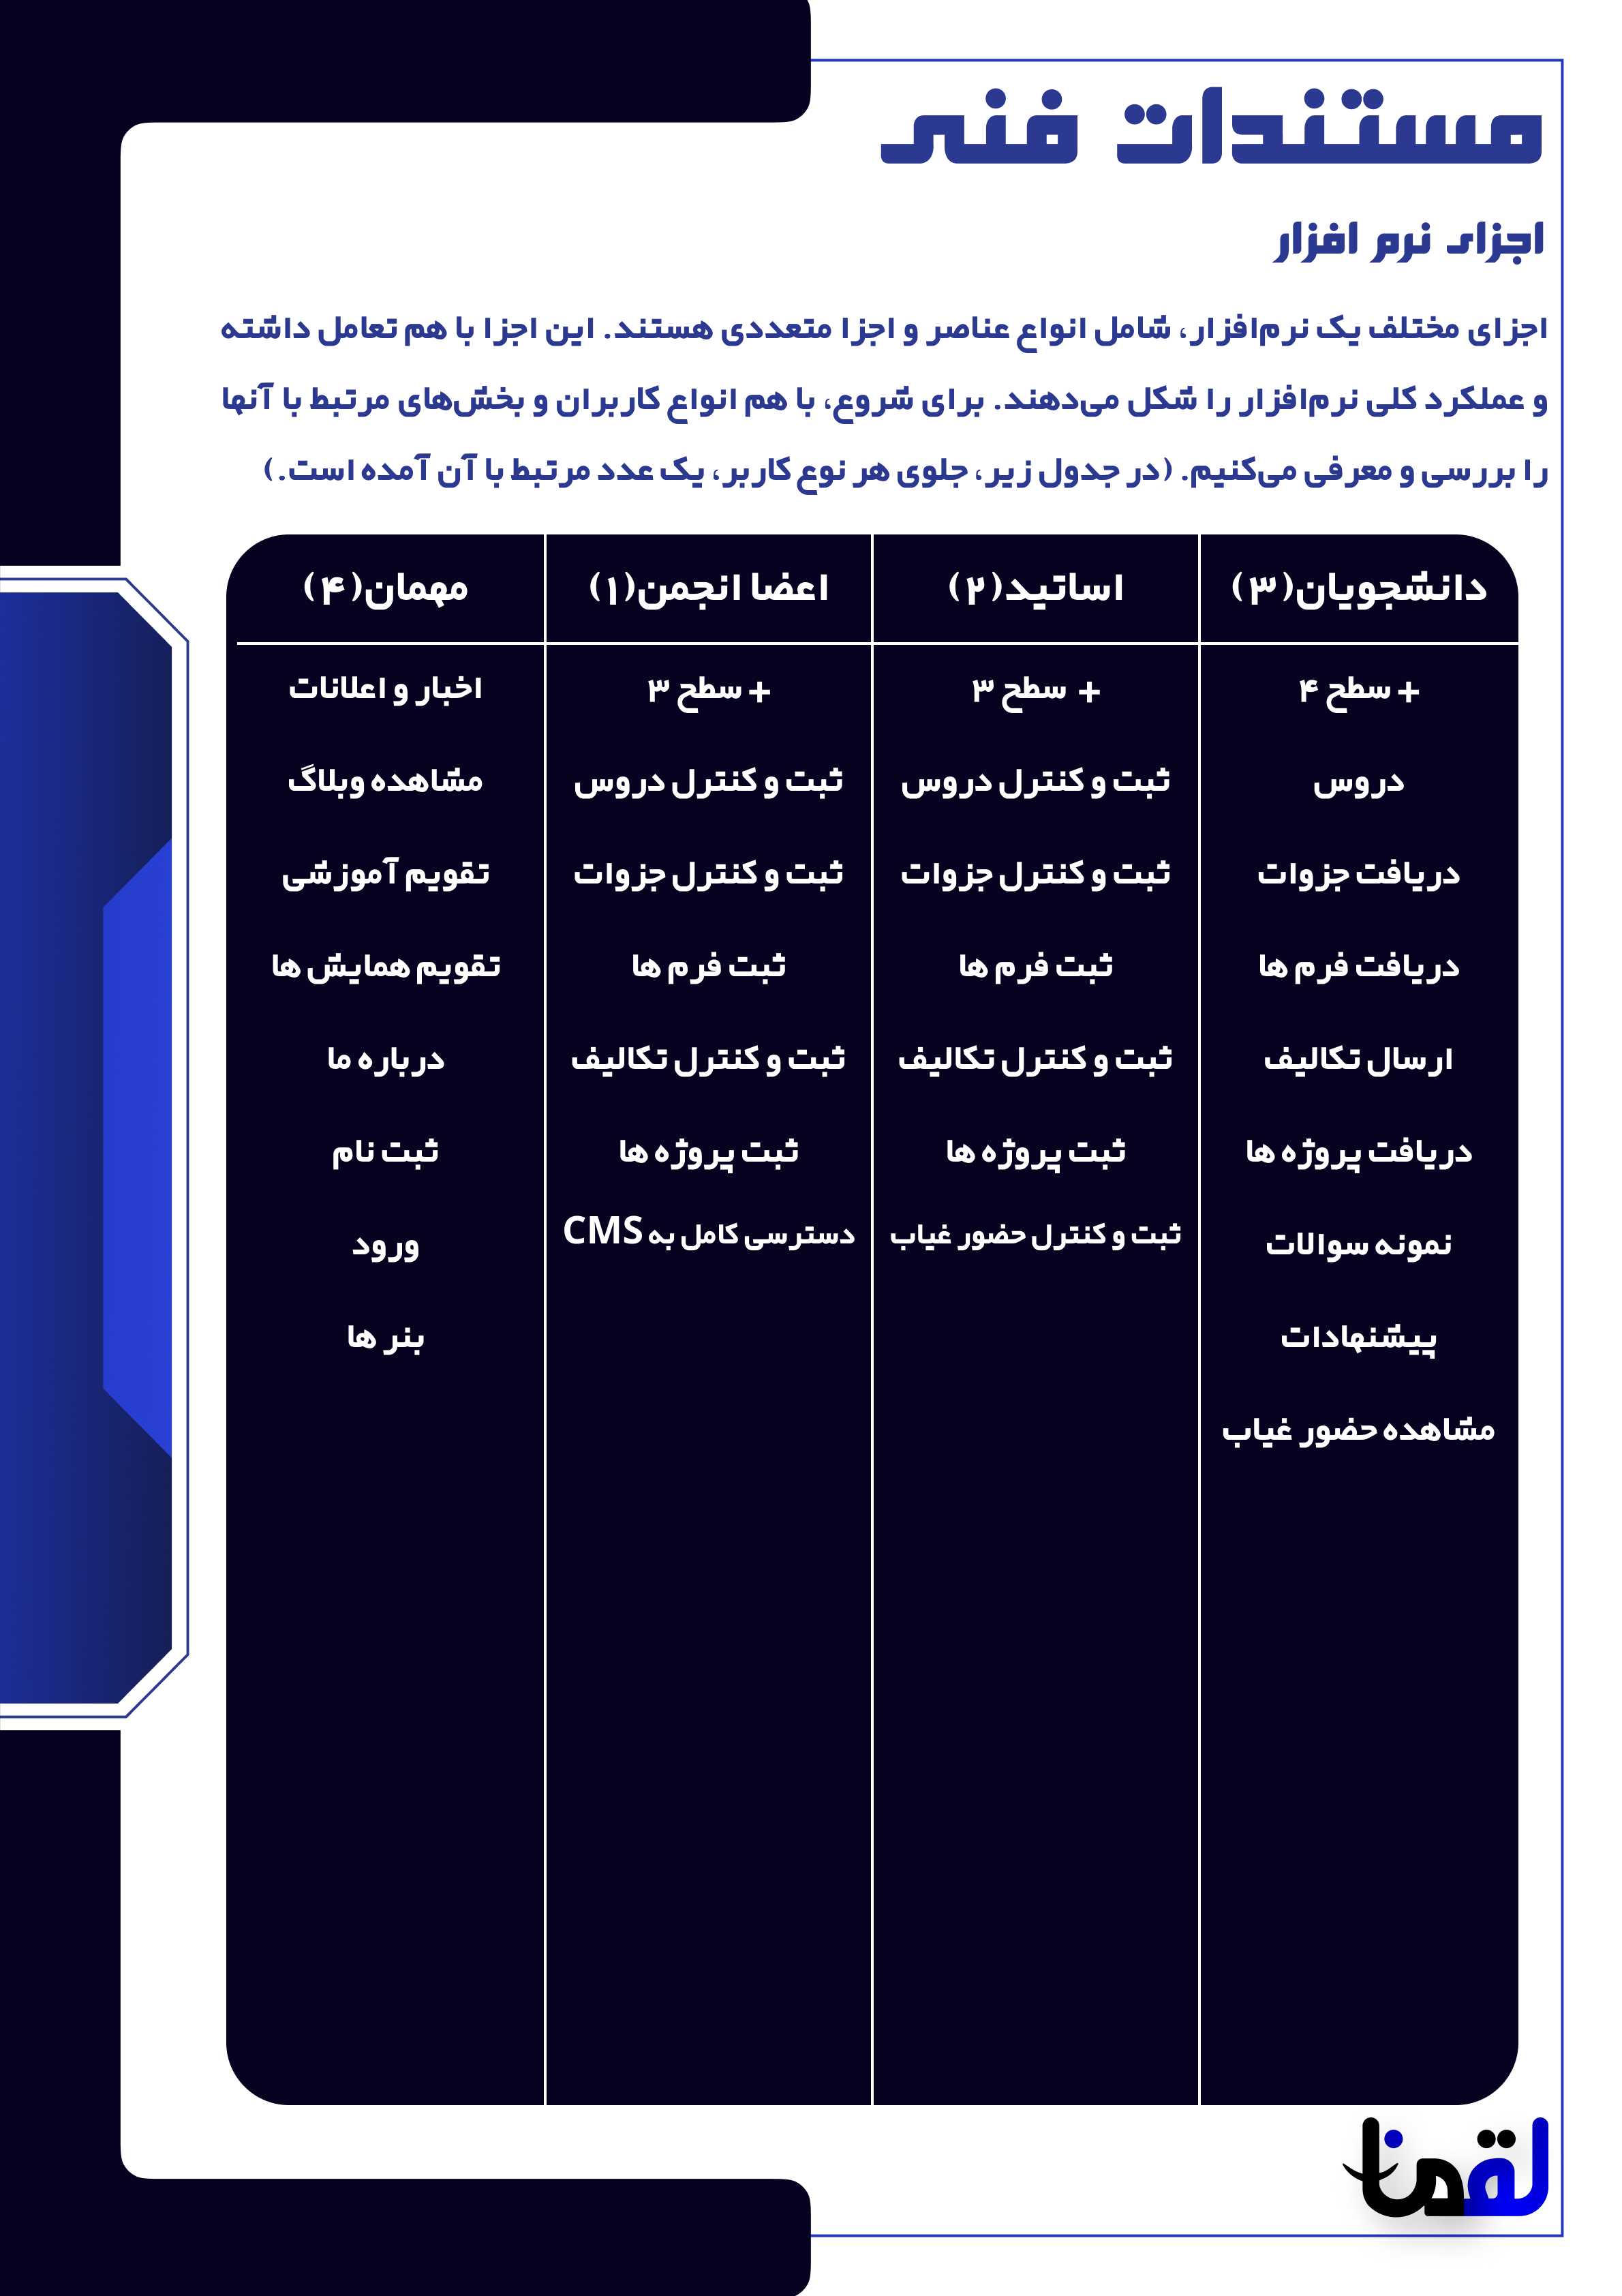 مستندات فنی
اجزای نرم افزار
اجزای مختلف یک نرم‌افزار، شامل انواع عناصر و اجزا متعددی هستند. این اجزا با هم تعامل داشته
و عملکرد کلی نرم‌افزار را شکل می‌دهند. برای شروع، با هم انواع کاربران و بخش‌های مرتبط با آنها
را بررسی و معرفی می‌کنیم. (در جدول زیر، جلوی هر نوع کاربر، یک عدد مرتبط با آن آمده است.)
دانشجویان(۳) اساتید(۲) اعضا انجمن(۱) مهمان(۴)
+ سطح ۴ + سطح ۳ + سطح ۳ اخبار و اعلانات
دروس ثبت و کنترل دروس ثبت و کنترل دروس مشاهده وبلاگ
دریافت جزوات ثبت و کنترل جزوات ثبت و کنترل جزوات تقویم آموزشی
دریافت فرم ها ثبت فرم ها ثبت فرم ها تقویم همایش ها
ارسال تکالیف ثبت و کنترل تکالیف ثبت و کنترل تکالیف درباره ما
دریافت پروژه ها ثبت پروژه ها ثبت پروژه ها ثبت نام
نمونه سوالات ثبت و کنترل حضور غیاب دسترسی کامل به CMS ورود
پیشنهادات بنر ها
مشاهده حضور غیاب